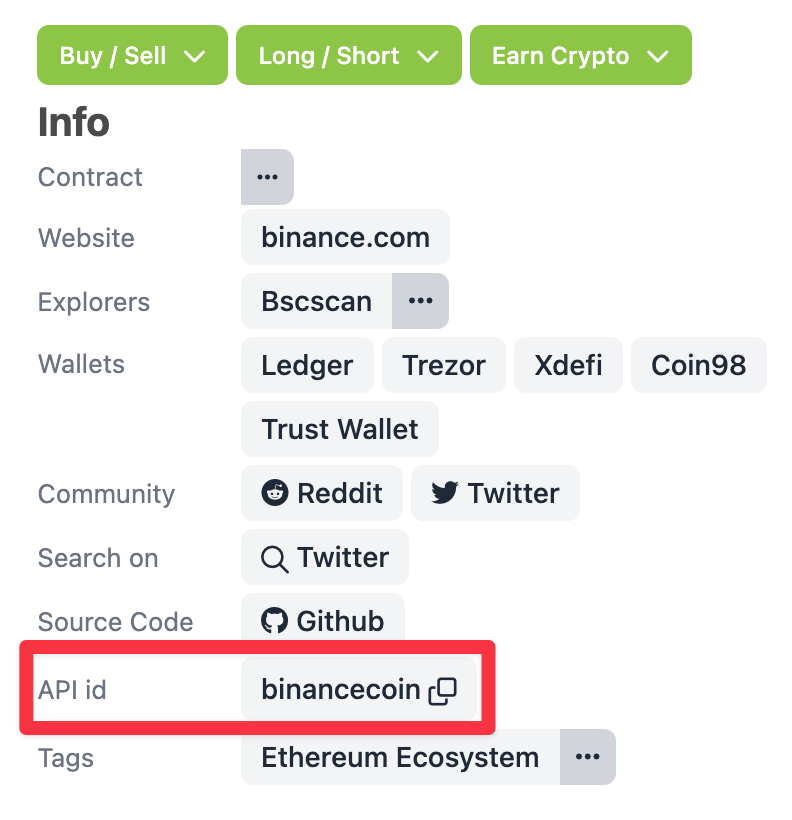 Buy / Sell Long / Short Earn Crypto
Info
Contract ...
Website binance.com
Explorers Bscscan ...
Wallets Ledger Trezor Xdefi Coin98
Trust Wallet
Community Reddit Twitter
Search on Twitter
Source Code Github
API id binancecoin
Tags Ethereum Ecosystem ...